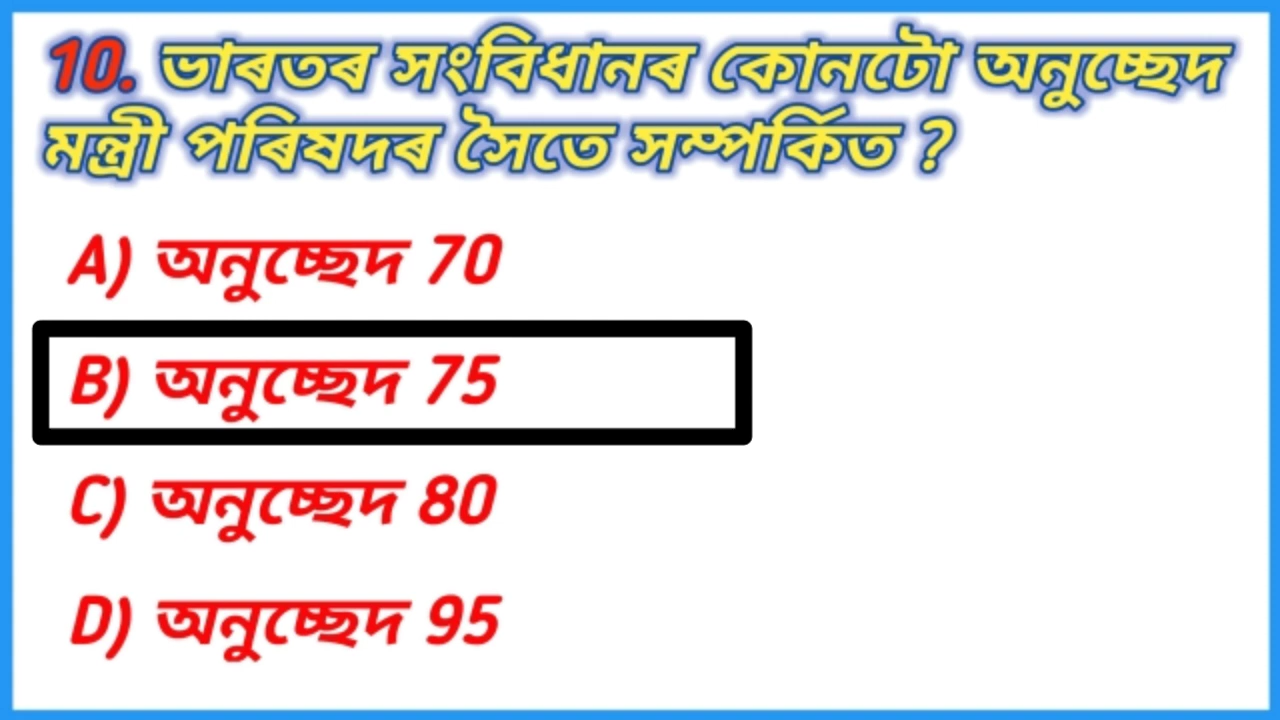 10. ভাৰতৰ সংবিধানৰ কোনটো অনুচ্ছেদ
মন্ত্ৰী পৰিষদৰ সৈতে সম্পৰ্কিত ?
A) অনুচ্ছেদ 70
B) অনুচ্ছেদ 75
C) অনুচ্ছেদ 80
D) অনুচ্ছেদ 95